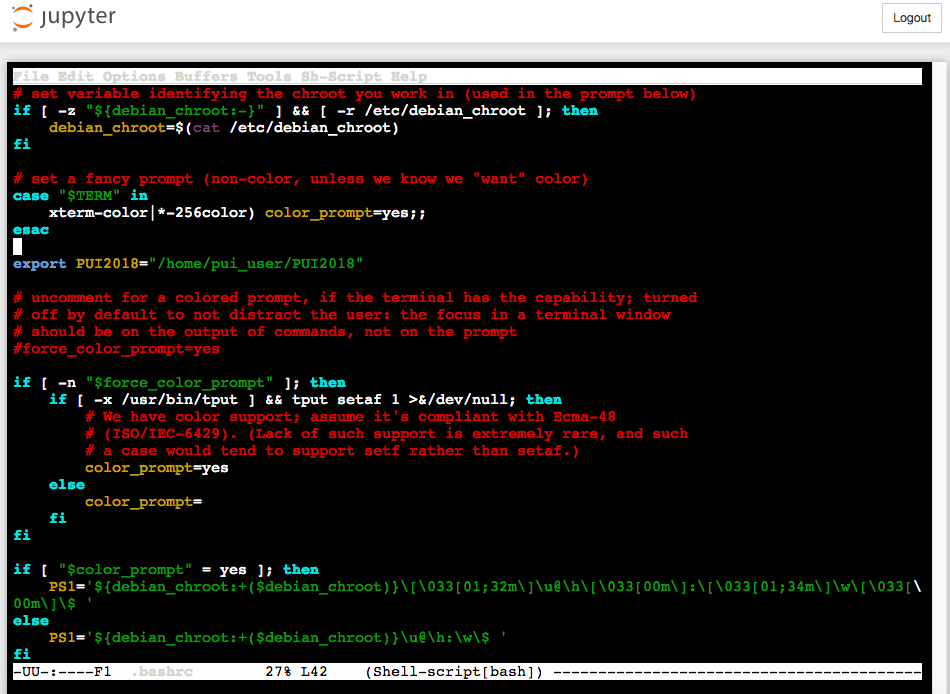 jupyter
Logout
File Edit Options Buffers Tools Sh-Script Help
# set variable identifying the chroot you work in (used in the prompt below)
if [ -z "${debian_chroot:-}" ] && [ -r /etc/debian_chroot ]; then
    debian_chroot=$(cat /etc/debian_chroot)
fi

# set a fancy prompt (non-color, unless we know we "want" color)
case "$TERM" in
    xterm-color|*-256color) color_prompt=yes;;
esac

export PUI2018="/home/pui_user/PUI2018"

# uncomment for a colored prompt, if the terminal has the capability; turned
# off by default to not distract the user: the focus in a terminal window
# should be on the output of commands, not on the prompt
#force_color_prompt=yes

if [ -n "$force_color_prompt" ]; then
    if [ -x /usr/bin/tput ] && tput setaf 1 >&/dev/null; then
        # We have color support; assume it's compliant with Ecma-48
        # (ISO/IEC-6429). (Lack of such support is extremely rare, and such
        # a case would tend to support setf rather than setaf.)
        color_prompt=yes
    else
        color_prompt=
    fi
fi

if [ "$color_prompt" = yes ]; then
    PS1='${debian_chroot:+($debian_chroot)}\[\033[01;32m\]\u@\h\[\033[00m\]:\[\033[01;34m\]\w\[\033[\
00m\]\$ '
else
    PS1='${debian_chroot:+($debian_chroot)}\u@\h:\w\$ '
fi
-UU-:----F1  .bashrc        27% L42    (Shell-script[bash]) -----------------------------------------